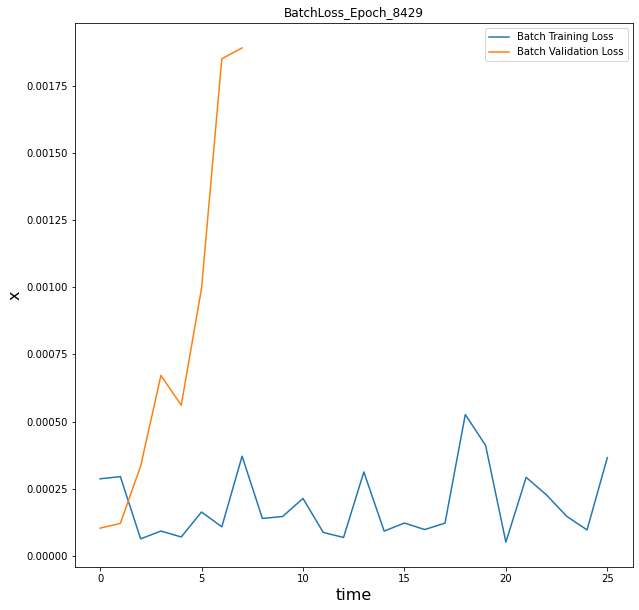 BatchLoss_Epoch_8429
Batch Training Loss
Batch Validation Loss
0.00175
0.00150
0.00125
0.00100
0.00075
0.00050
0.00025
0.00000
x
0 5 10 15 20 25
time